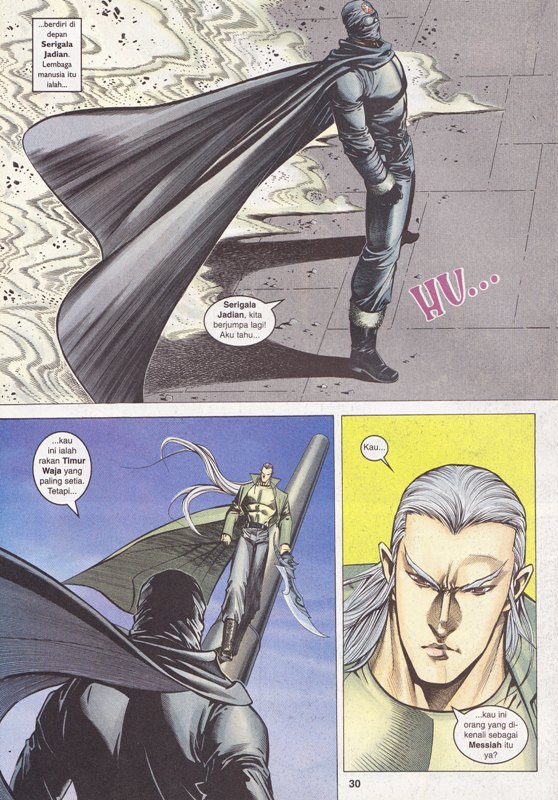 ...berdiri di
depan
Serigala
Jadian.
Lembaga
manusia itu
ialah...
HU...
Serigala
Jadian, kita
berjumpa lagi!
Aku tahu...
...kau
ini ialah
rakan Timur
Waja yang
paling setia.
Tetapi...
Kau...
...kau ini
orang yang di-
kenali sebagai
Messiah itu
ya?
30